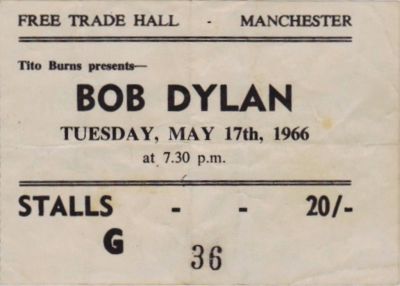 FREE TRADE HALL - MANCHESTER
Tito Burns presents—
BOB DYLAN
TUESDAY, MAY 17th, 1966
at 7.30 p.m.
STALLS - - 20/-
G 36